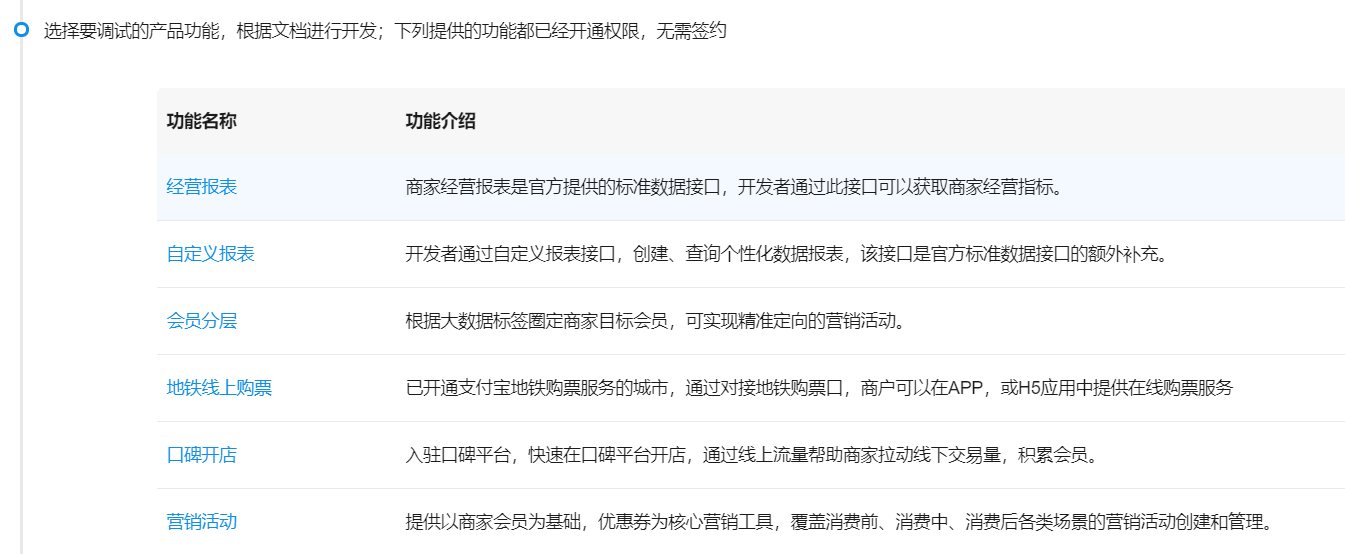 选择要调试的产品功能，根据文档进行开发；下列提供的功能都已经开通权限，无需签约
功能名称 功能介绍
经营报表 商家经营报表是官方提供的标准数据接口，开发者通过此接口可以获取商家经营指标。
自定义报表 开发者通过自定义报表接口，创建、查询个性化数据报表，该接口是官方标准数据接口的额外补充。
会员分层 根据大数据标签圈定商家目标会员，可实现精准定向的营销活动。
地铁线上购票 已开通支付宝地铁购票服务的城市，通过对接地铁购票口，商户可以在APP，或H5应用中提供在线购票服务
口碑开店 入驻口碑平台，快速在口碑平台开店，通过线上流量帮助商家拉动线下交易量，积累会员。
营销活动 提供以商家会员为基础，优惠券为核心营销工具，覆盖消费前、消费中、消费后各类场景的营销活动创建和管理。